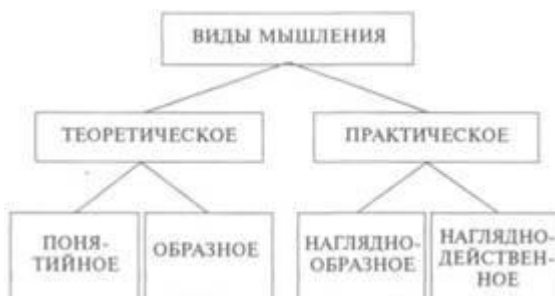 ВИДЫ МЫШЛЕНИЯ
ТЕОРЕТИЧЕСКОЕ
ПРАКТИЧЕСКОЕ
ПОНЯ-
ТИЙНОЕ
ОБРАЗНОЕ
НАГЛЯДНО-
ОБРАЗНОЕ
НАГЛЯДНО-
ДЕЙСТВЕН-
НОЕ